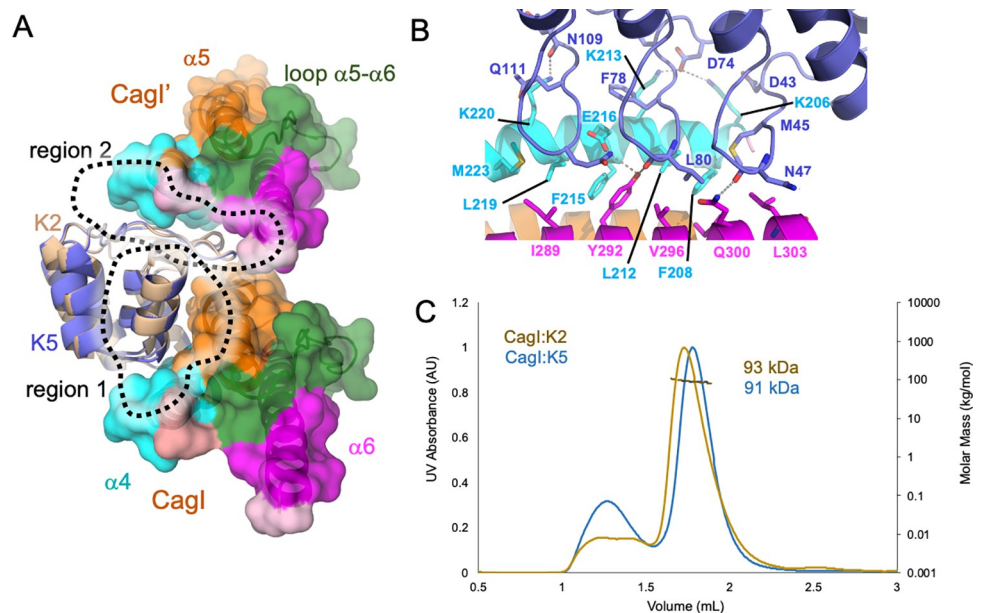 A
α5
loop α5-α6
CagI’
region 2
K2
K5
region 1
α4
CagI
α6
B
N109
K213
D74
Q111
F78
D43
K220
E216
K206
M45
M223
L80
N47
L219
F215
I289
Y292
V296
Q300
L303
L212
F208
C
CagI:K2
CagI:K5
93 kDa
91 kDa
UV Absorbance (AU)
1.2
1
0.8
0.6
0.4
0.2
0
0.5
1
1.5
2
2.5
3
Volume (mL)
10000
1000
100
10
1
0.1
0.01
0.001
Molar Mass (kg/mol)